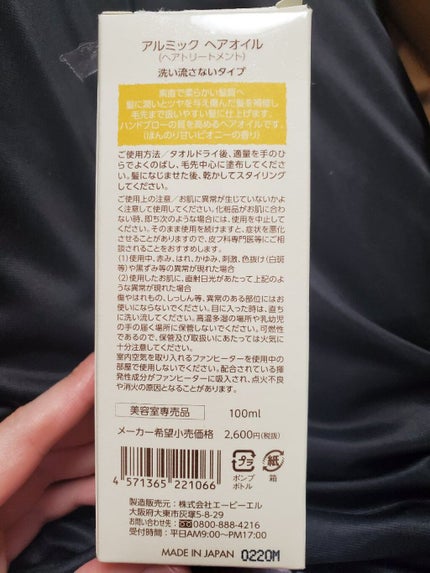 アルミック ヘアオイル
(ヘアトリートメント)
洗い流さないタイプ
素直で柔らかい髪質へ
髪に潤いとツヤを与え傷んだ髪を補修し
毛先まで扱いやすい髪に仕上げます。
ハンドブローの質を高めるヘアオイルです。
(ほんのり甘いピオニーの香り)
ご使用方法/タオルドライ後、適量を手のひ
らでよくのばし、毛先中心に塗布してくださ
い。髪になじませた後、乾かしてスタイリング
してください。
ご使用上の注意/お肌に異常が生じていないかよ
く注意して使用してください。化粧品がお肌に合わ
ない時、即ち次のような場合には、使用を中止してくだ
さい。そのまま使用を続けますと、症状を悪化
させることがありますので、皮フ科専門医等にご相
談されることをおすすめします。
(1)使用中、赤み、はれ、かゆみ、刺激、色抜け(白斑
等)や黒ずみ等の異常が現れた場合
(2)使用したお肌に、直射日光があたって上記のよ
うな異常が現れた場合
傷やはれもの、しっしん等、異常のある部位にはお
使いにならないでください。目に入った時は、直ち
に洗い流してください。高温多湿の場所や乳幼児
の手の届く場所に保管しないでください。可燃性で
あるので、保管及び取扱いにあたっては火気に
十分注意してください。
室内空気を取り入れるファンヒーターを使用中の
部屋で使用しないでください。配合されている揮
発性成分がファンヒーターに吸入され、点火不良
や消火の原因となることがあります。
美容室専売品 100ml
メーカー希望小売価格 2,600円(税抜)
4 571365 221066
プラ 紙
ポンプ 箱
ボトル
製造販売元:株式会社エービーエル
大阪府大東市灰塚5-8-29
お問い合わせ先:0800-888-4216
受付時間:平日AM9:00〜PM17:00
MADE IN JAPAN 0220M